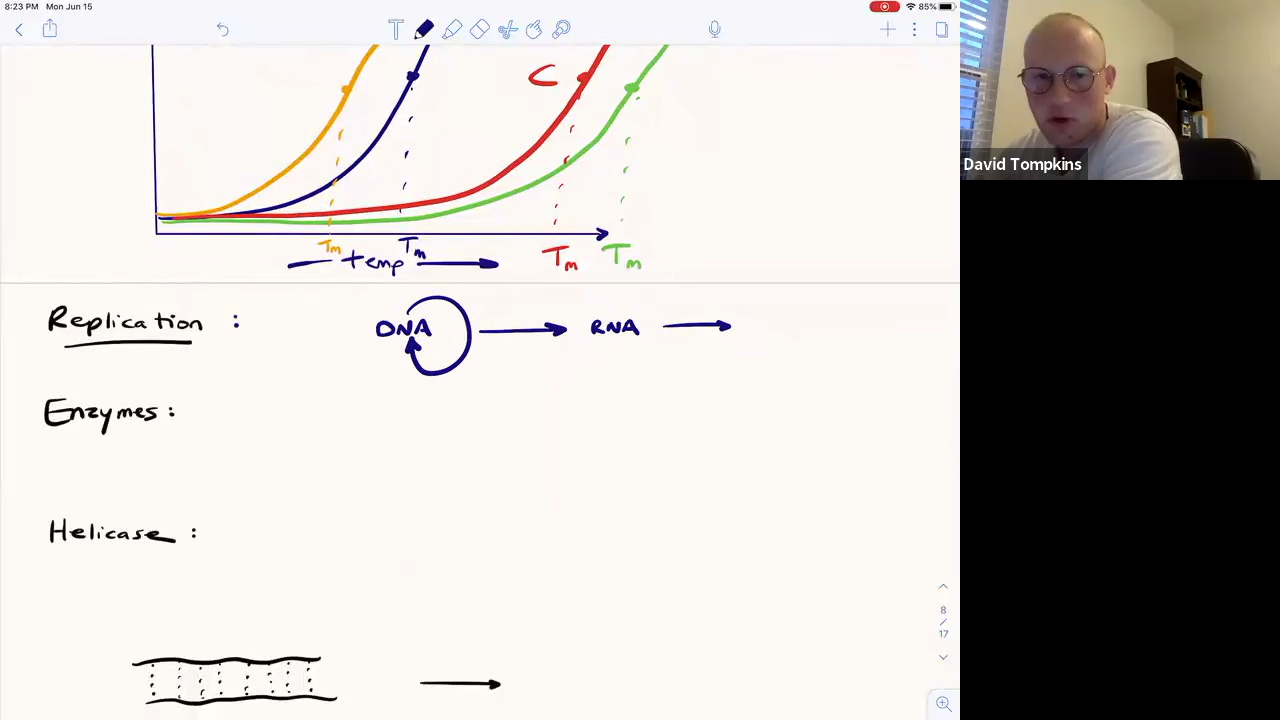 8:23 PM Mon Jun 15
85%
T
C
Tm Tm Tm Tm
temp
Replication : DNA RNA
Enzymes :
Helicase :
8
/
17
David Tompkins